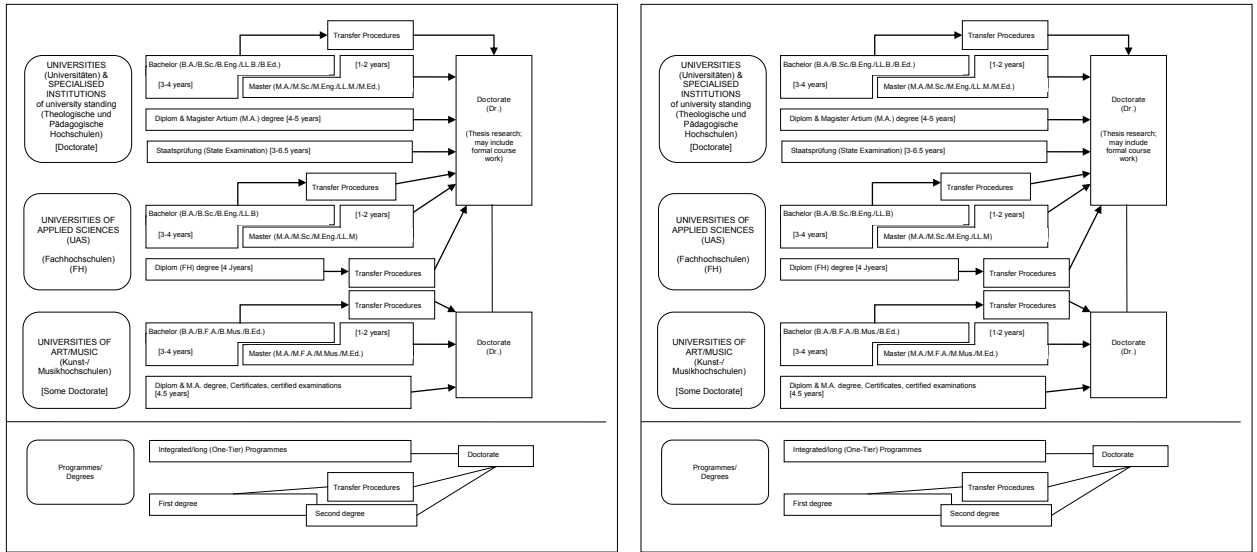 Transfer Procedures
UNIVERSITIES
(Universitäten) &
SPECIALISED
INSTITUTIONS
of university standing
(Theologische und
Pädagogische
Hochschulen)
[Doctorate]
Bachelor (B.A./B.Sc./B.Eng./LL.B./B.Ed.)
[1-2 years]
[3-4 years]
Master (M.A./M.Sc./M.Eng./LL.M./M.Ed.)
Diplom & Magister Artium (M.A.) degree [4-5 years]
Staatsprüfung (State Examination) [3-6.5 years]
Doctorate
(Dr.)
(Thesis research;
may include
formal course
work)
Transfer Procedures
UNIVERSITIES OF
APPLIED SCIENCES
(UAS)
(Fachhochschulen)
(FH)
Bachelor (B.A./B.Sc./B.Eng./LL.B)
[1-2 years]
[3-4 years]
Master (M.A./M.Sc./M.Eng./LL.M)
Diplom (FH) degree [4 Jyears]
Transfer Procedures
Transfer Procedures
UNIVERSITIES OF
ART/MUSIC
(Kunst-/
Musikhochschulen)
[Some Doctorate]
Bachelor (B.A./B.F.A./B.Mus./B.Ed.)
[1-2 years]
[3-4 years]
Master (M.A./M.F.A./M.Mus./M.Ed.)
Diplom & M.A. degree, Certificates, certified examinations
[4.5 years]
Doctorate
(Dr.)
Programmes/
Degrees
Integrated/long (One-Tier) Programmes
Doctorate
Transfer Procedures
First degree
Second degree
Transfer Procedures
UNIVERSITIES
(Universitäten) &
SPECIALISED
INSTITUTIONS
of university standing
(Theologische und
Pädagogische
Hochschulen)
[Doctorate]
Bachelor (B.A./B.Sc./B.Eng./LL.B./B.Ed.)
[1-2 years]
[3-4 years]
Master (M.A./M.Sc./M.Eng./LL.M./M.Ed.)
Diplom & Magister Artium (M.A.) degree [4-5 years]
Staatsprüfung (State Examination) [3-6.5 years]
Doctorate
(Dr.)
(Thesis research;
may include
formal course
work)
Transfer Procedures
UNIVERSITIES OF
APPLIED SCIENCES
(UAS)
(Fachhochschulen)
(FH)
Bachelor (B.A./B.Sc./B.Eng./LL.B)
[1-2 years]
[3-4 years]
Master (M.A./M.Sc./M.Eng./LL.M)
Diplom (FH) degree [4 Jyears]
Transfer Procedures
Transfer Procedures
UNIVERSITIES OF
ART/MUSIC
(Kunst-/
Musikhochschulen)
[Some Doctorate]
Bachelor (B.A./B.F.A./B.Mus./B.Ed.)
[1-2 years]
[3-4 years]
Master (M.A./M.F.A./M.Mus./M.Ed.)
Diplom & M.A. degree, Certificates, certified examinations
[4.5 years]
Doctorate
(Dr.)
Programmes/
Degrees
Integrated/long (One-Tier) Programmes
Doctorate
Transfer Procedures
First degree
Second degree